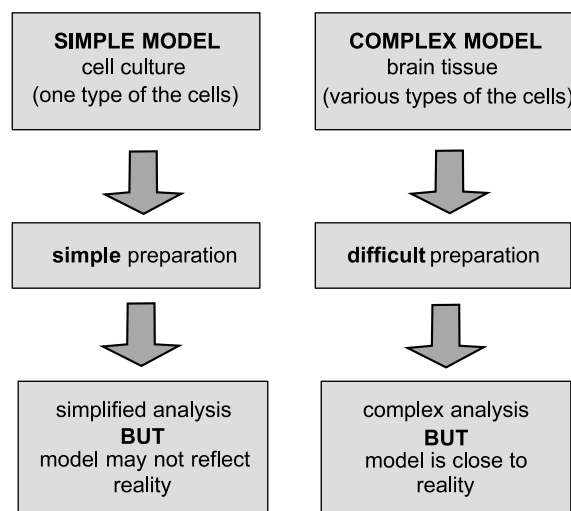 SIMPLE MODEL
cell culture
(one type of the cells)
COMPLEX MODEL
brain tissue
(various types of the cells)
simple preparation
difficult preparation
simplified analysis
BUT
model may not reflect
reality
complex analysis
BUT
model is close to
reality